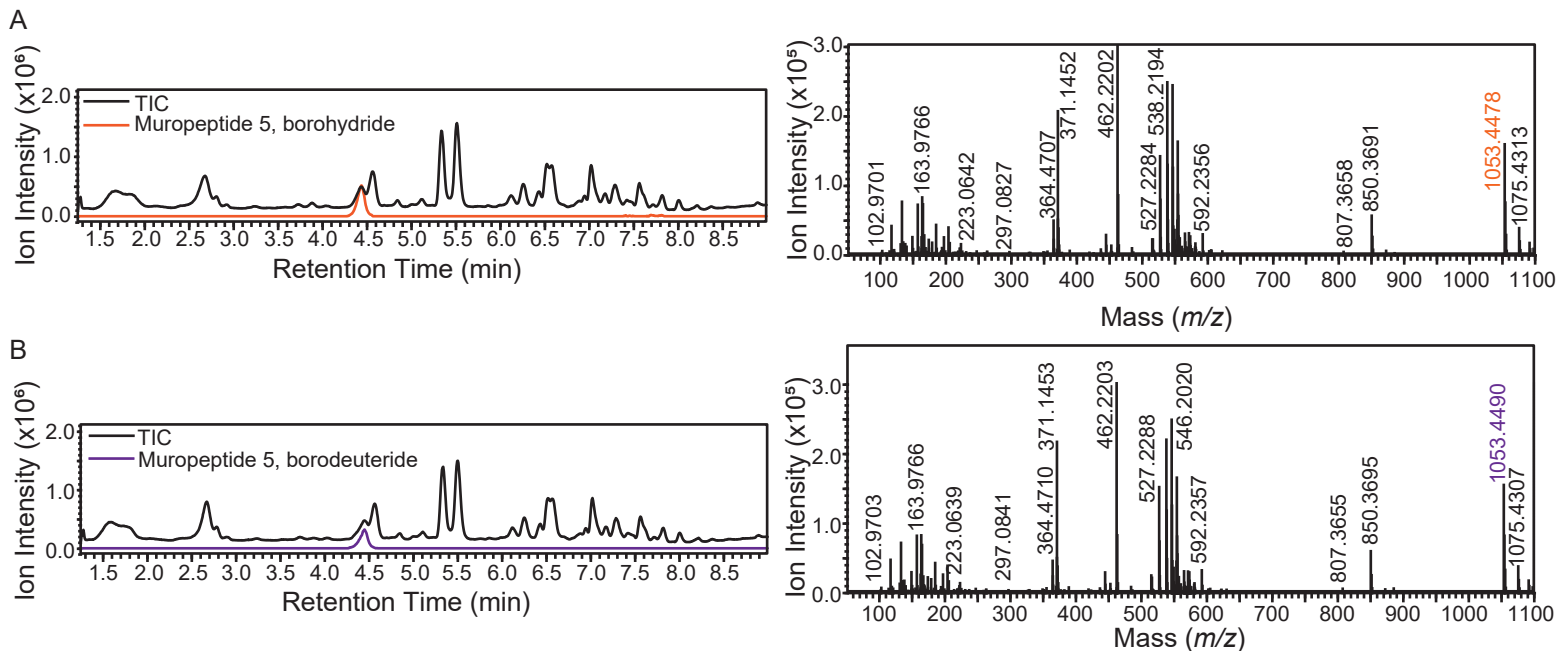 A
Ion Intensity (x10⁶)
2.0
1.0
0.0
TIC
Muropeptide 5, borohydride
1.5 2.0 2.5 3.0 3.5 4.0 4.5 5.0 5.5 6.0 6.5 7.0 7.5 8.0 8.5
Retention Time (min)
Ion Intensity (x10⁵)
3.0
2.0
1.0
0.0
102.9701
163.9766
223.0642
297.0827
364.4707
371.1452
462.2202
527.2284
538.2194
592.2356
807.3658
850.3691
1053.4478
1075.4313
100 200 300 400 500 600 700 800 900 1000 1100
Mass (m/z)
B
Ion Intensity (x10⁶)
2.0
1.0
0.0
TIC
Muropeptide 5, borodeuteride
1.5 2.0 2.5 3.0 3.5 4.0 4.5 5.0 5.5 6.0 6.5 7.0 7.5 8.0 8.5
Retention Time (min)
Ion Intensity (x10⁵)
3.0
2.0
1.0
0.0
102.9703
163.9766
223.0639
297.0841
364.4710
371.1453
462.2203
527.2288
546.2020
592.2357
807.3655
850.3695
1053.4490
1075.4307
100 200 300 400 500 600 700 800 900 1000 1100
Mass (m/z)